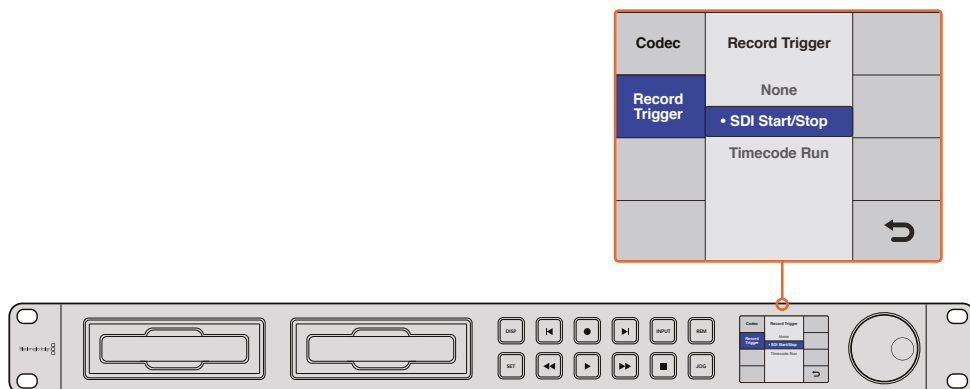 Codec
Record Trigger
Record
Trigger
None
• SDI Start/Stop
Timecode Run
DISP
INPUT
REM
SET
JOG
Codec
Record Trigger
Record
Trigger
None
• SDI Start/Stop
Timecode Run